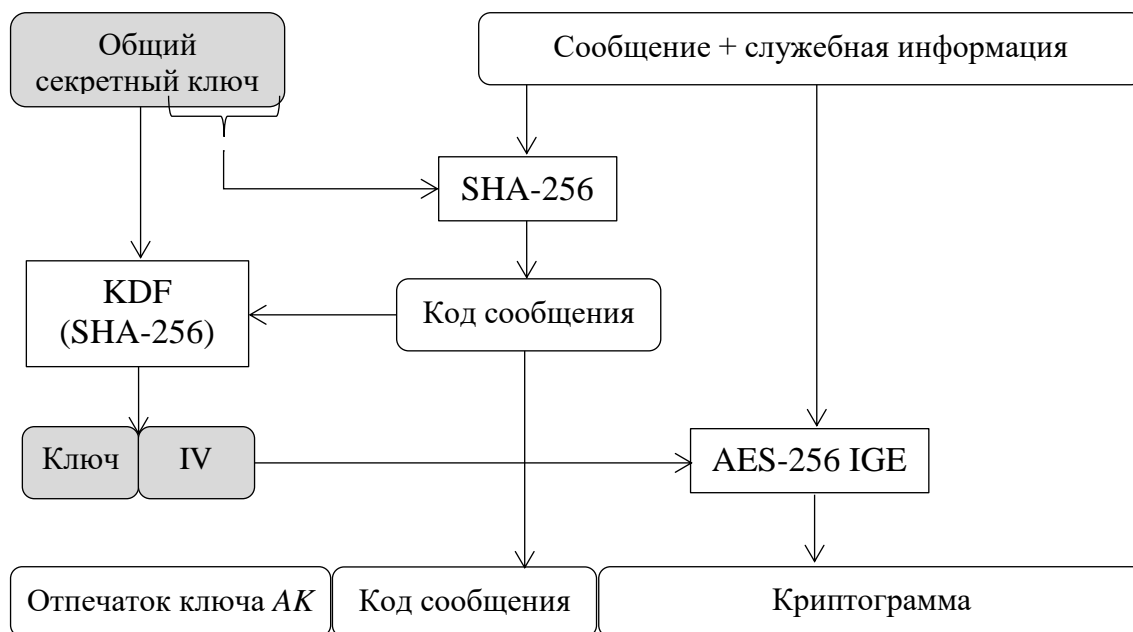 Общий
секретный ключ
Сообщение + служебная информация
SHA-256
KDF
(SHA-256)
Код сообщения
Ключ
IV
AES-256 IGE
Отпечаток ключа AK
Код сообщения
Криптограмма